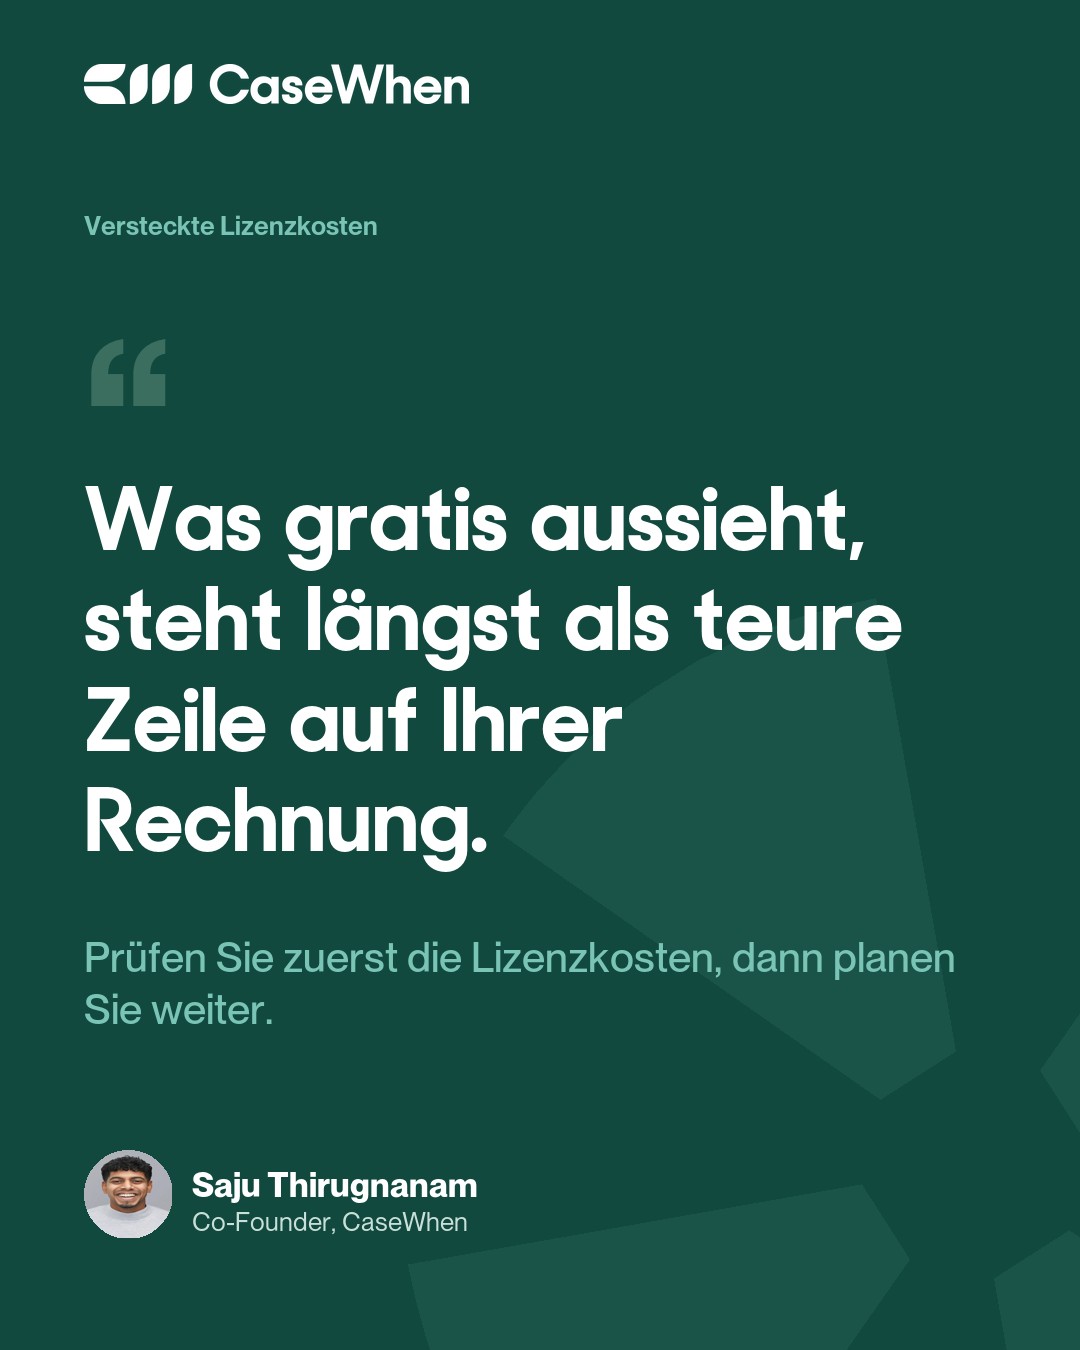 CaseWhen
Versteckte Lizenzkosten
“
Was gratis aussieht,
steht längst als teure
Zeile auf Ihrer
Rechnung.
Prüfen Sie zuerst die Lizenzkosten, dann planen
Sie weiter.
Saju Thirugnanam
Co-Founder, CaseWhen